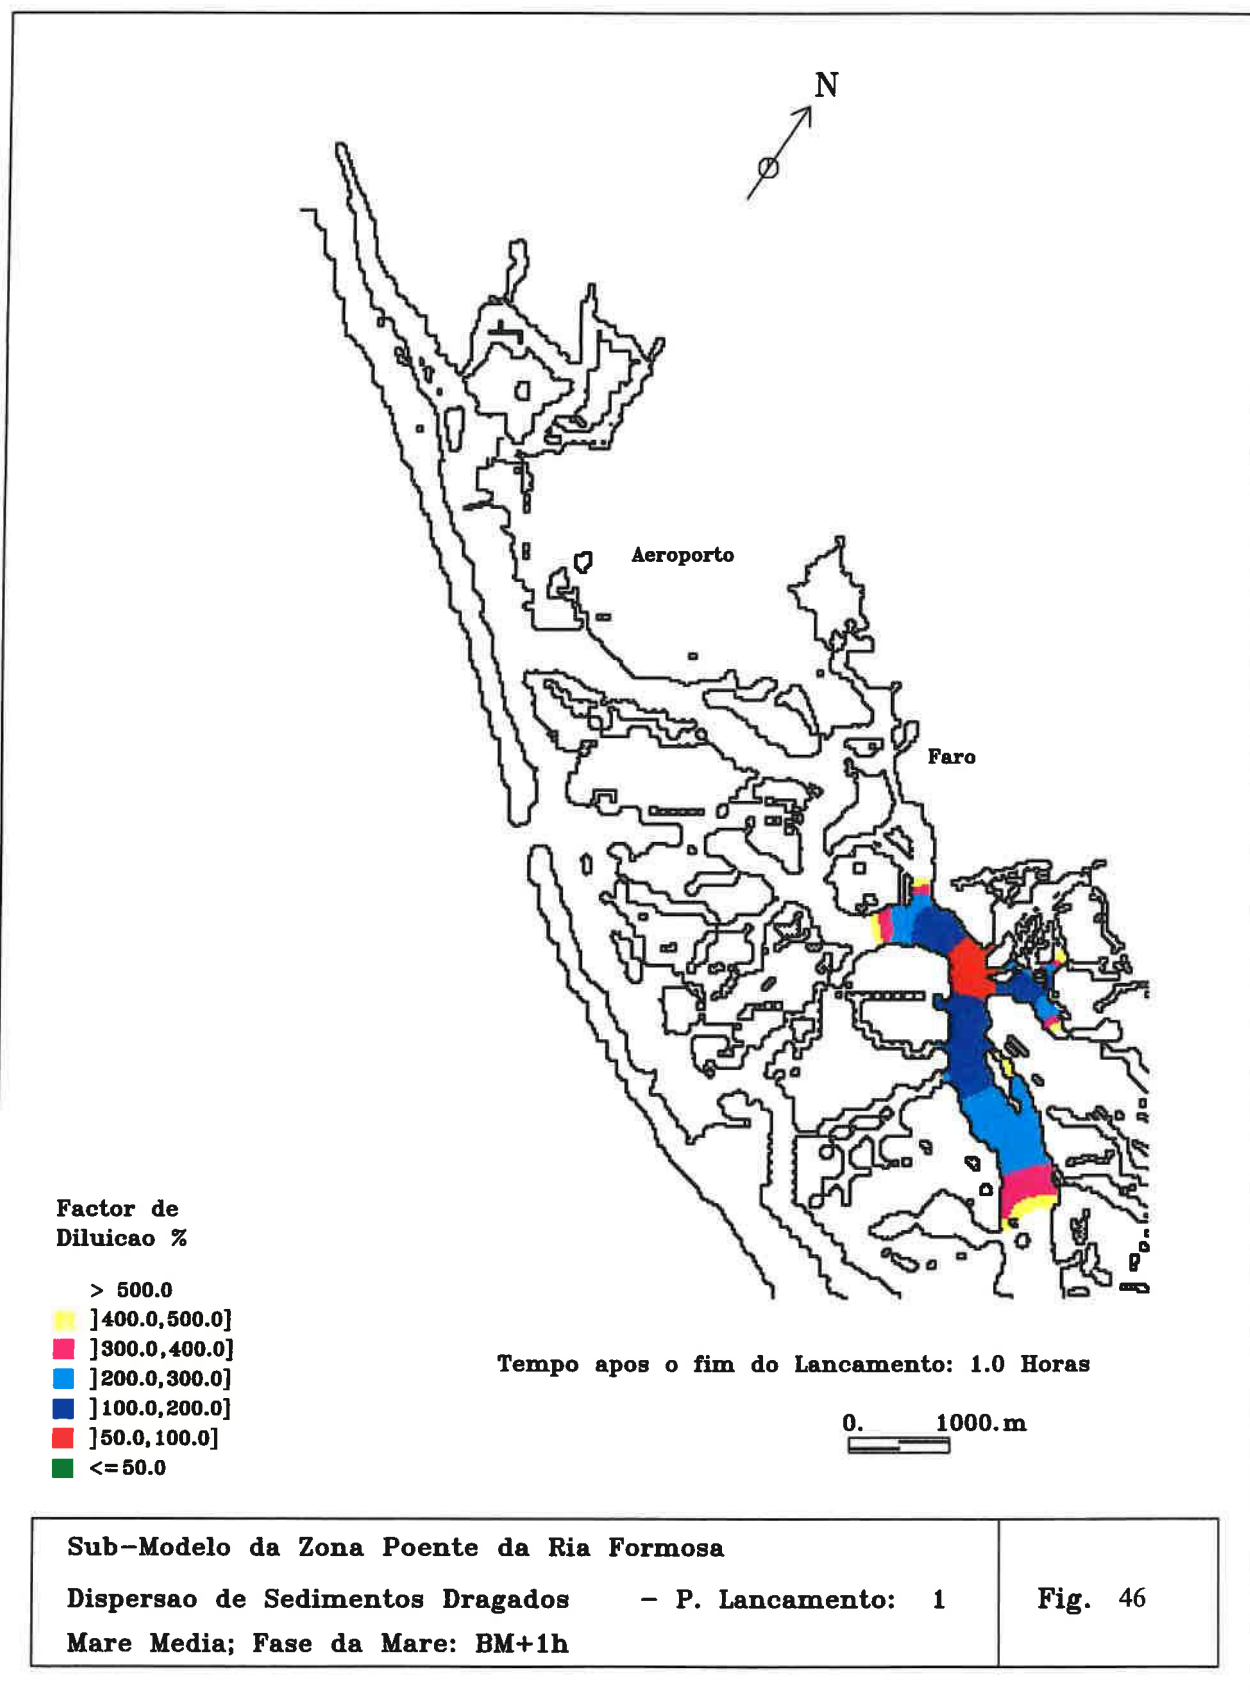 N
Aeroporto
Faro
Factor de
Diluicao %
> 500.0
]400.0,500.0]
]300.0,400.0]
]200.0,300.0]
]100.0,200.0]
]50.0,100.0]
<=50.0
Tempo apos o fim do Lancamento: 1.0 Horas
0. 1000.m
Sub-Modelo da Zona Poente da Ria Formosa
Dispersao de Sedimentos Dragados - P. Lancamento: 1
Mare Media; Fase da Mare: BM+1h
Fig. 46